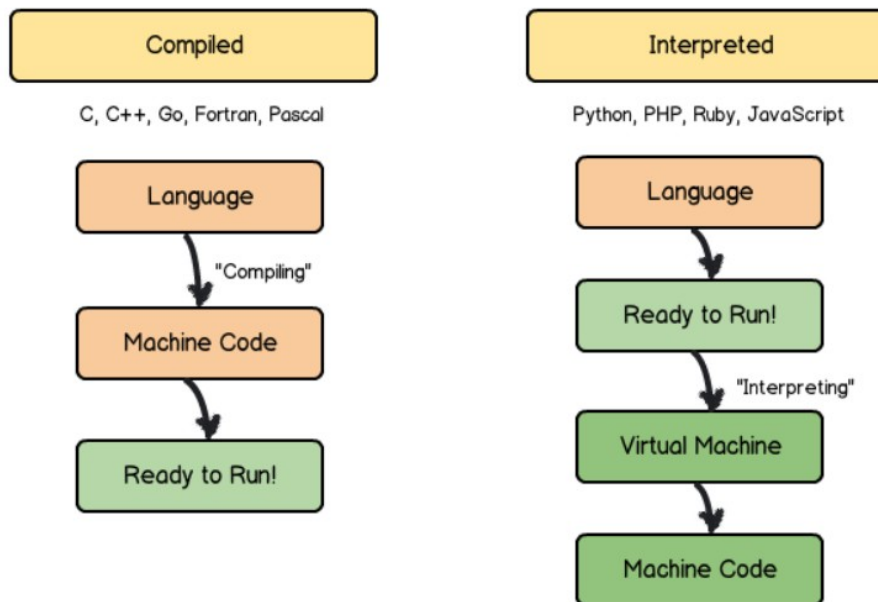 Compiled
C, C++, Go, Fortran, Pascal
Language
"Compiling"
Machine Code
Ready to Run!
Interpreted
Python, PHP, Ruby, JavaScript
Language
Ready to Run!
"Interpreting"
Virtual Machine
Machine Code